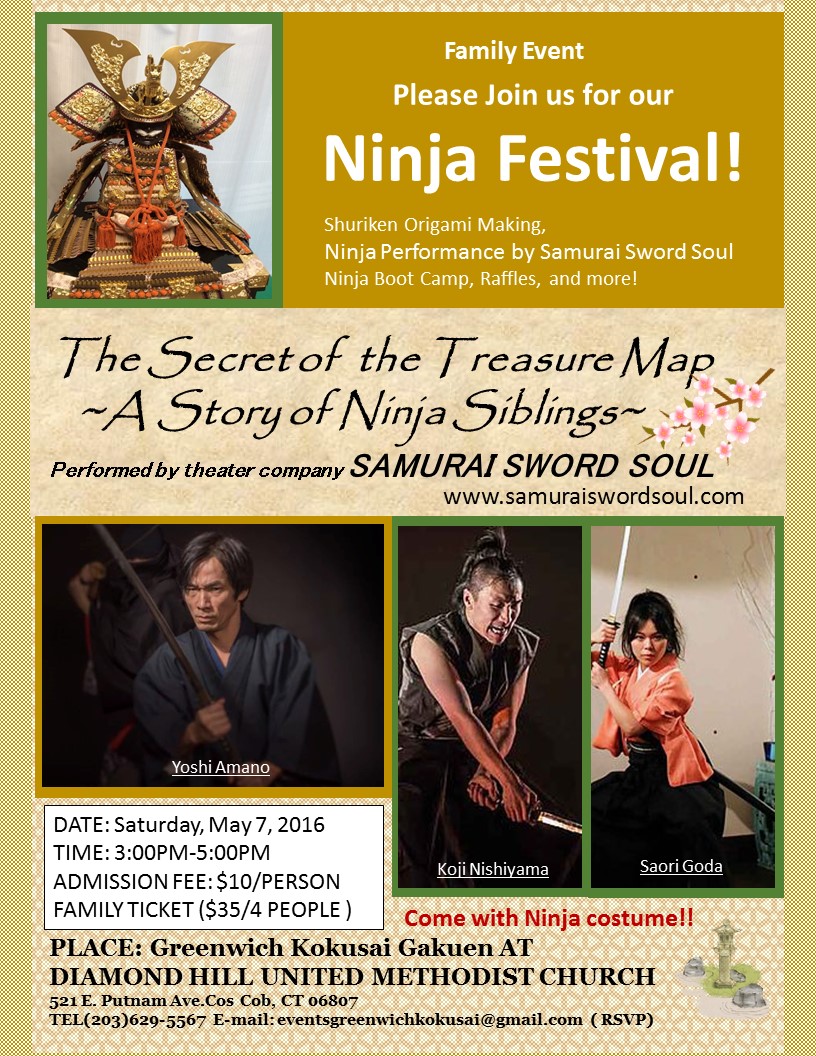 Family Event
Please Join us for our
Ninja Festival!
Shuriken Origami Making,
Ninja Performance by Samurai Sword Soul
Ninja Boot Camp, Raffles, and more!
The Secret of the Treasure Map
~A Story of Ninja Siblings~
Performed by theater company SAMURAI SWORD SOUL
www.samuraiswordsoul.com
Yoshi Amano
Koji Nishiyama
Saori Goda
DATE: Saturday, May 7, 2016
TIME: 3:00PM-5:00PM
ADMISSION FEE: $10/PERSON
FAMILY TICKET ($35/4 PEOPLE )
Come with Ninja costume!!
PLACE: Greenwich Kokusai Gakuen AT
DIAMOND HILL UNITED METHODIST CHURCH
521 E. Putnam Ave.Cos Cob, CT 06807
TEL(203)629-5567 E-mail: eventsgreenwichkokusai@gmail.com ( RSVP)